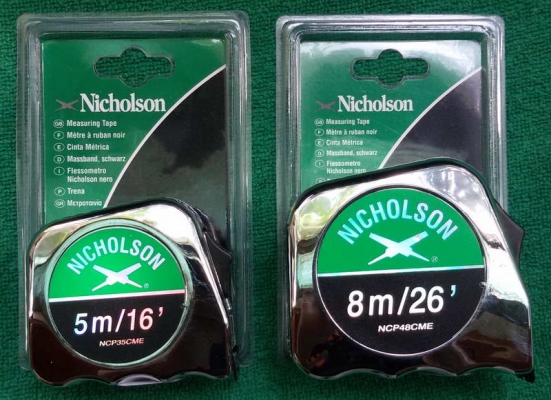 Nicholson
GB Measuring Tape
F Mètre à ruban noir
E Cinta Métrica
D Massband, schwarz
I Flessometro
Nicholson nero
P Trena
GR Μετροταινία
NICHOLSON
®
5m/16'
NCP35CME
Nicholson
GB Measuring Tape
F Mètre à ruban noir
E Cinta Métrica
D Massband, schwarz
I Flessometro
Nicholson nero
NICHOLSON
®
8m/26'
NCP48CME